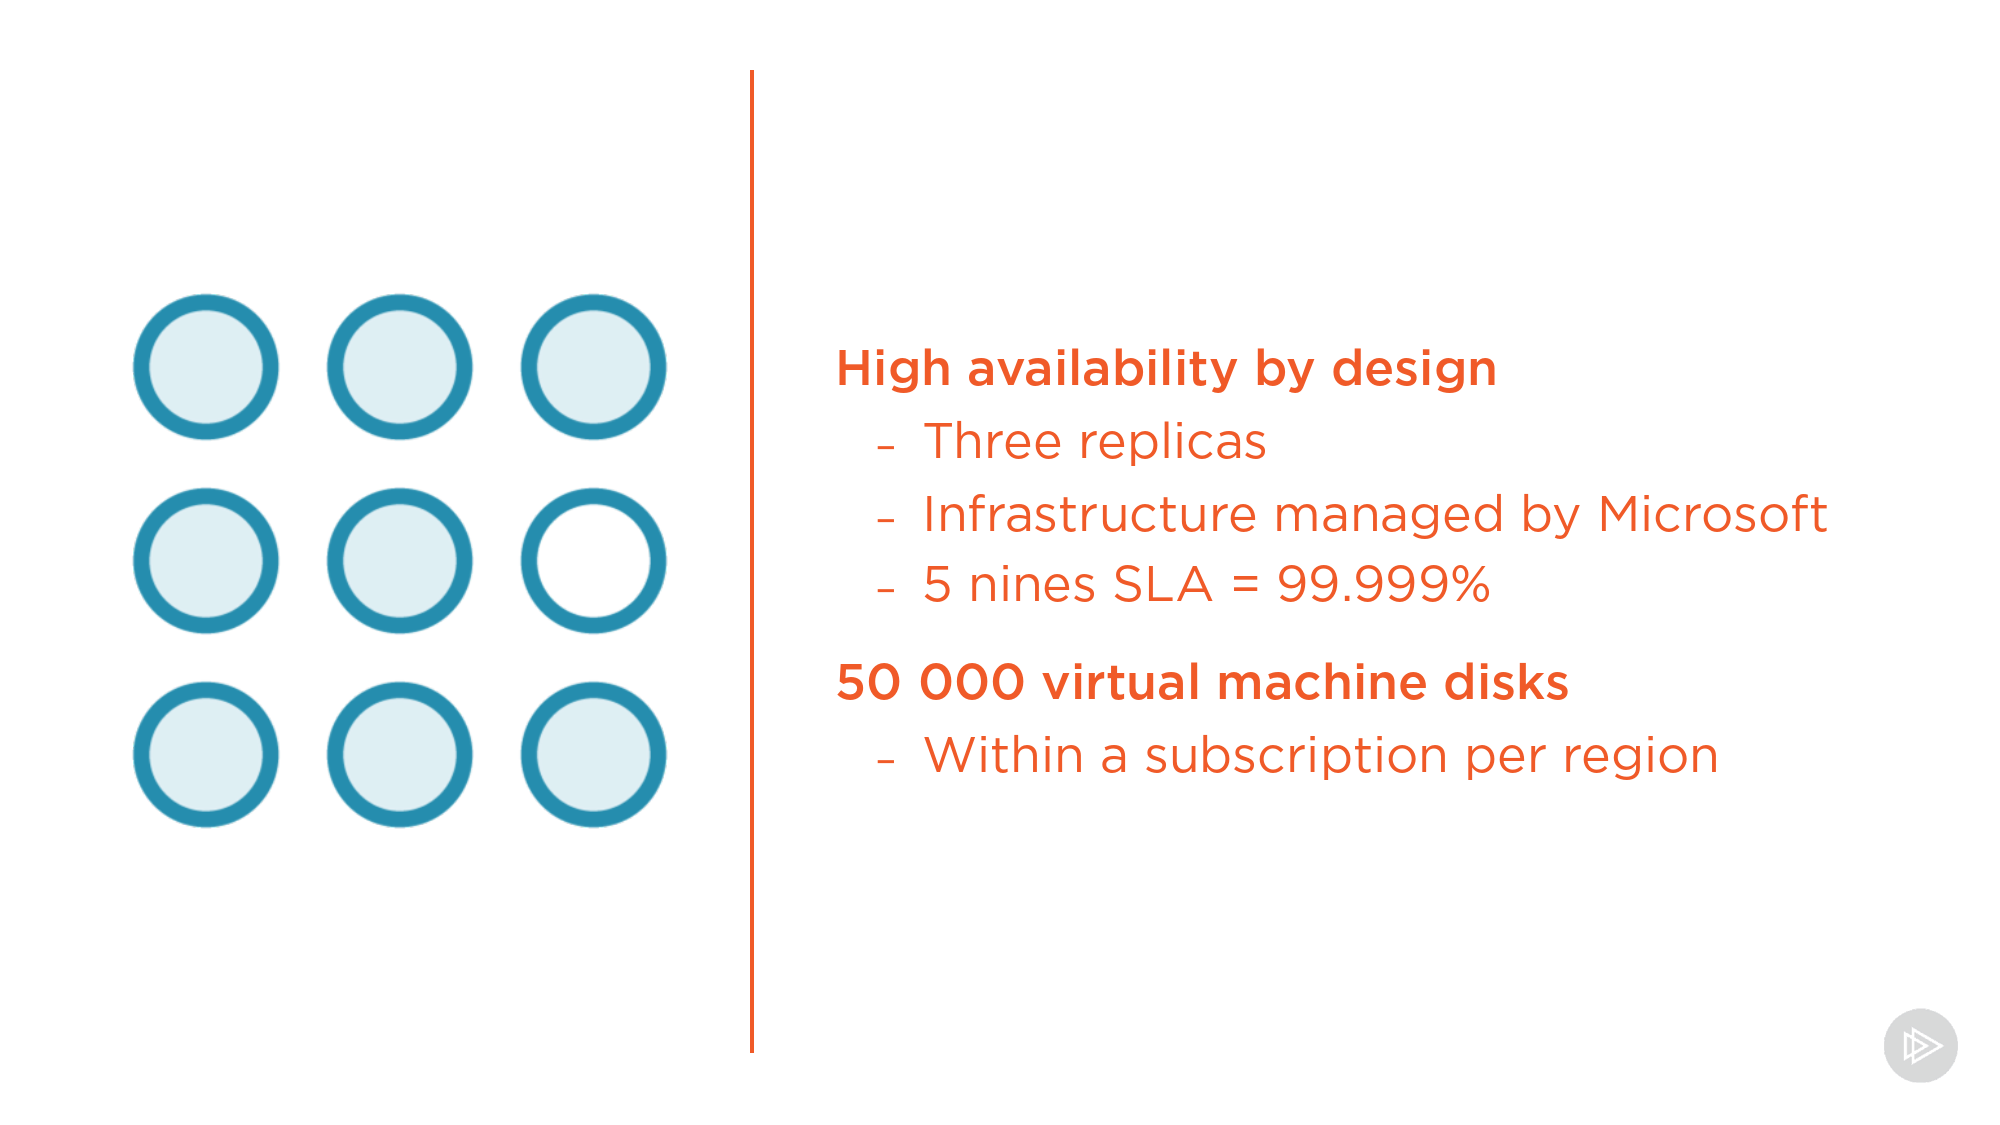 High availability by design
- Three replicas
- Infrastructure managed by Microsoft
- 5 nines SLA = 99.999%
50 000 virtual machine disks
- Within a subscription per region